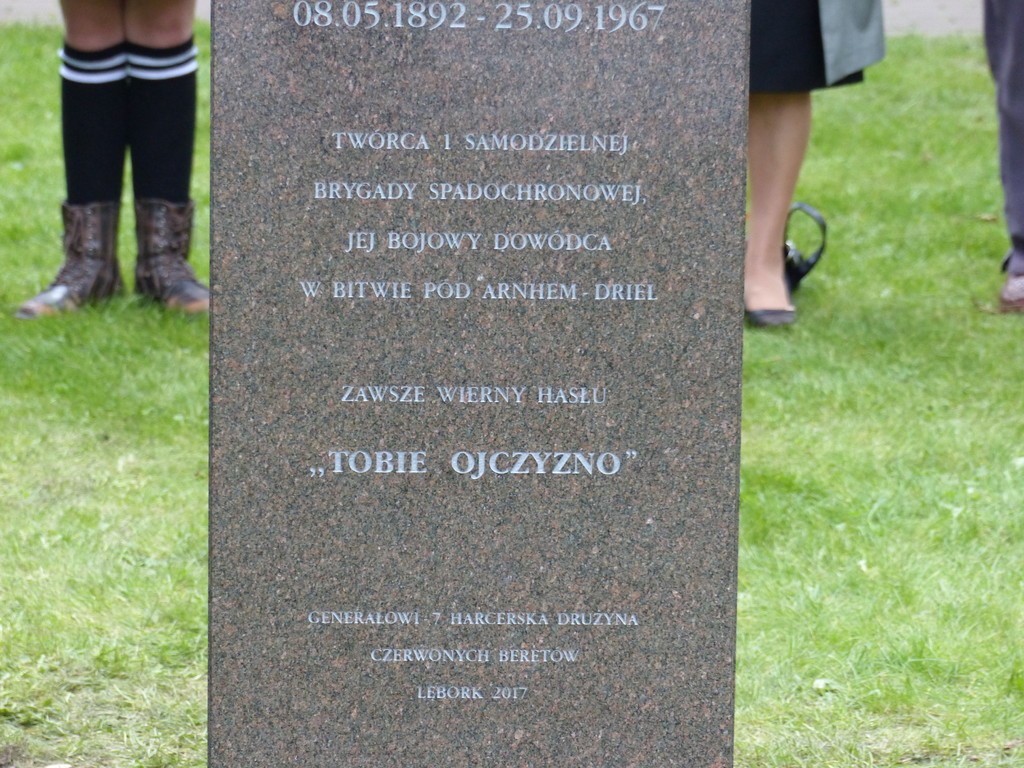 08.05.1892 - 25.09.1967
TWÓRCA 1 SAMODZIELNEJ
BRYGADY SPADOCHRONOWEJ,
JEJ BOJOWY DOWÓDCA
W BITWIE POD ARNHEM - DRIEL
ZAWSZE WIERNY HASŁU
,,TOBIE OJCZYZNO”
GENERAŁOWI - 7 HARCERSKA DRUŻYNA
CZERWONYCH BERETÓW
LĘBORK 2017